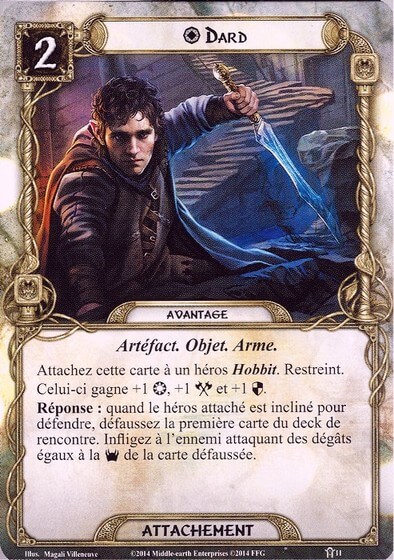 2
Dard
AVANTAGE
Artéfact. Objet. Arme.
Attachez cette carte à un héros Hobbit. Restreint.
Celui-ci gagne +1 , +1 et +1 .
Réponse : quand le héros attaché est incliné pour
défendre, défaussez la première carte du deck de
rencontre. Infligez à l'ennemi attaquant des dégâts
égaux à la de la carte défaussée.
ATTACHEMENT
Illus. Magali Villeneuve
©2014 Middle-earth Enterprises ©2014 FFG
11